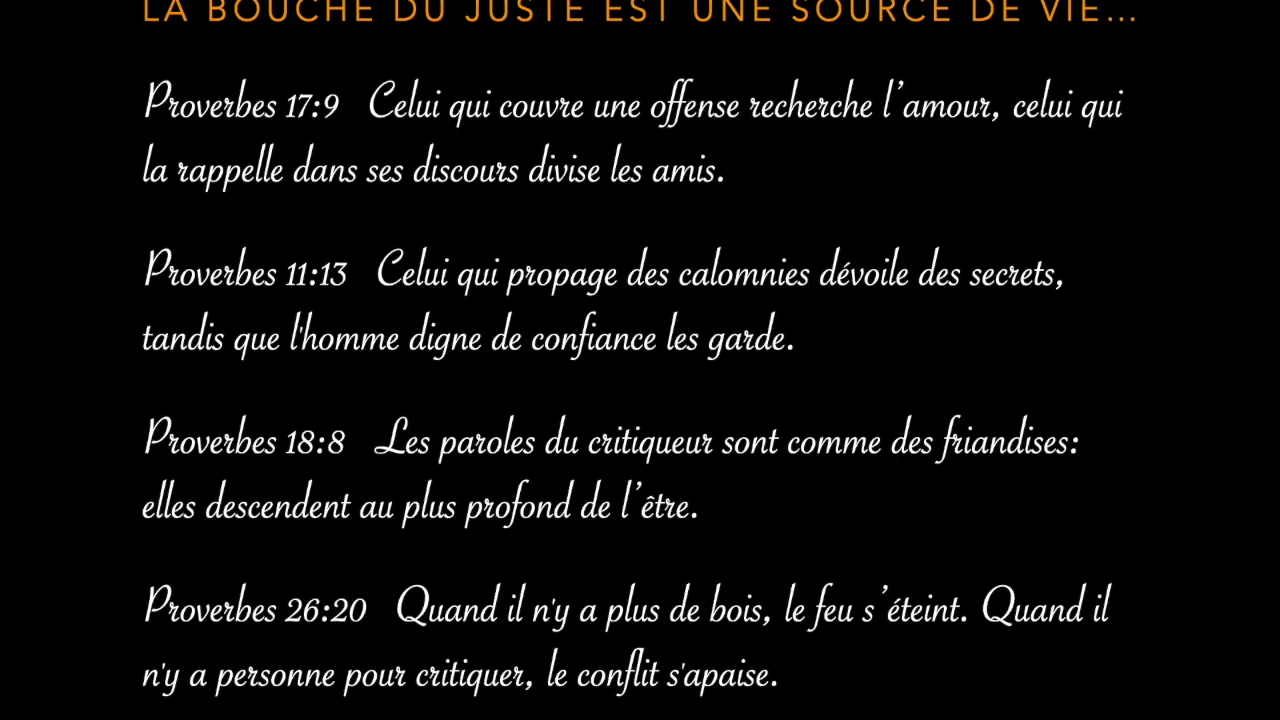 LA BOUCHE DU JUSTE EST UNE SOURCE DE VIE...
Proverbes 17:9 Celui qui couvre une offense recherche l’amour, celui qui
la rappelle dans ses discours divise les amis.
Proverbes 11:13 Celui qui propage des calomnies dévoile des secrets,
tandis que l'homme digne de confiance les garde.
Proverbes 18:8 Les paroles du critiqueur sont comme des friandises:
elles descendent au plus profond de l’être.
Proverbes 26:20 Quand il n'y a plus de bois, le feu s’éteint. Quand il
n'y a personne pour critiquer, le conflit s'apaise.